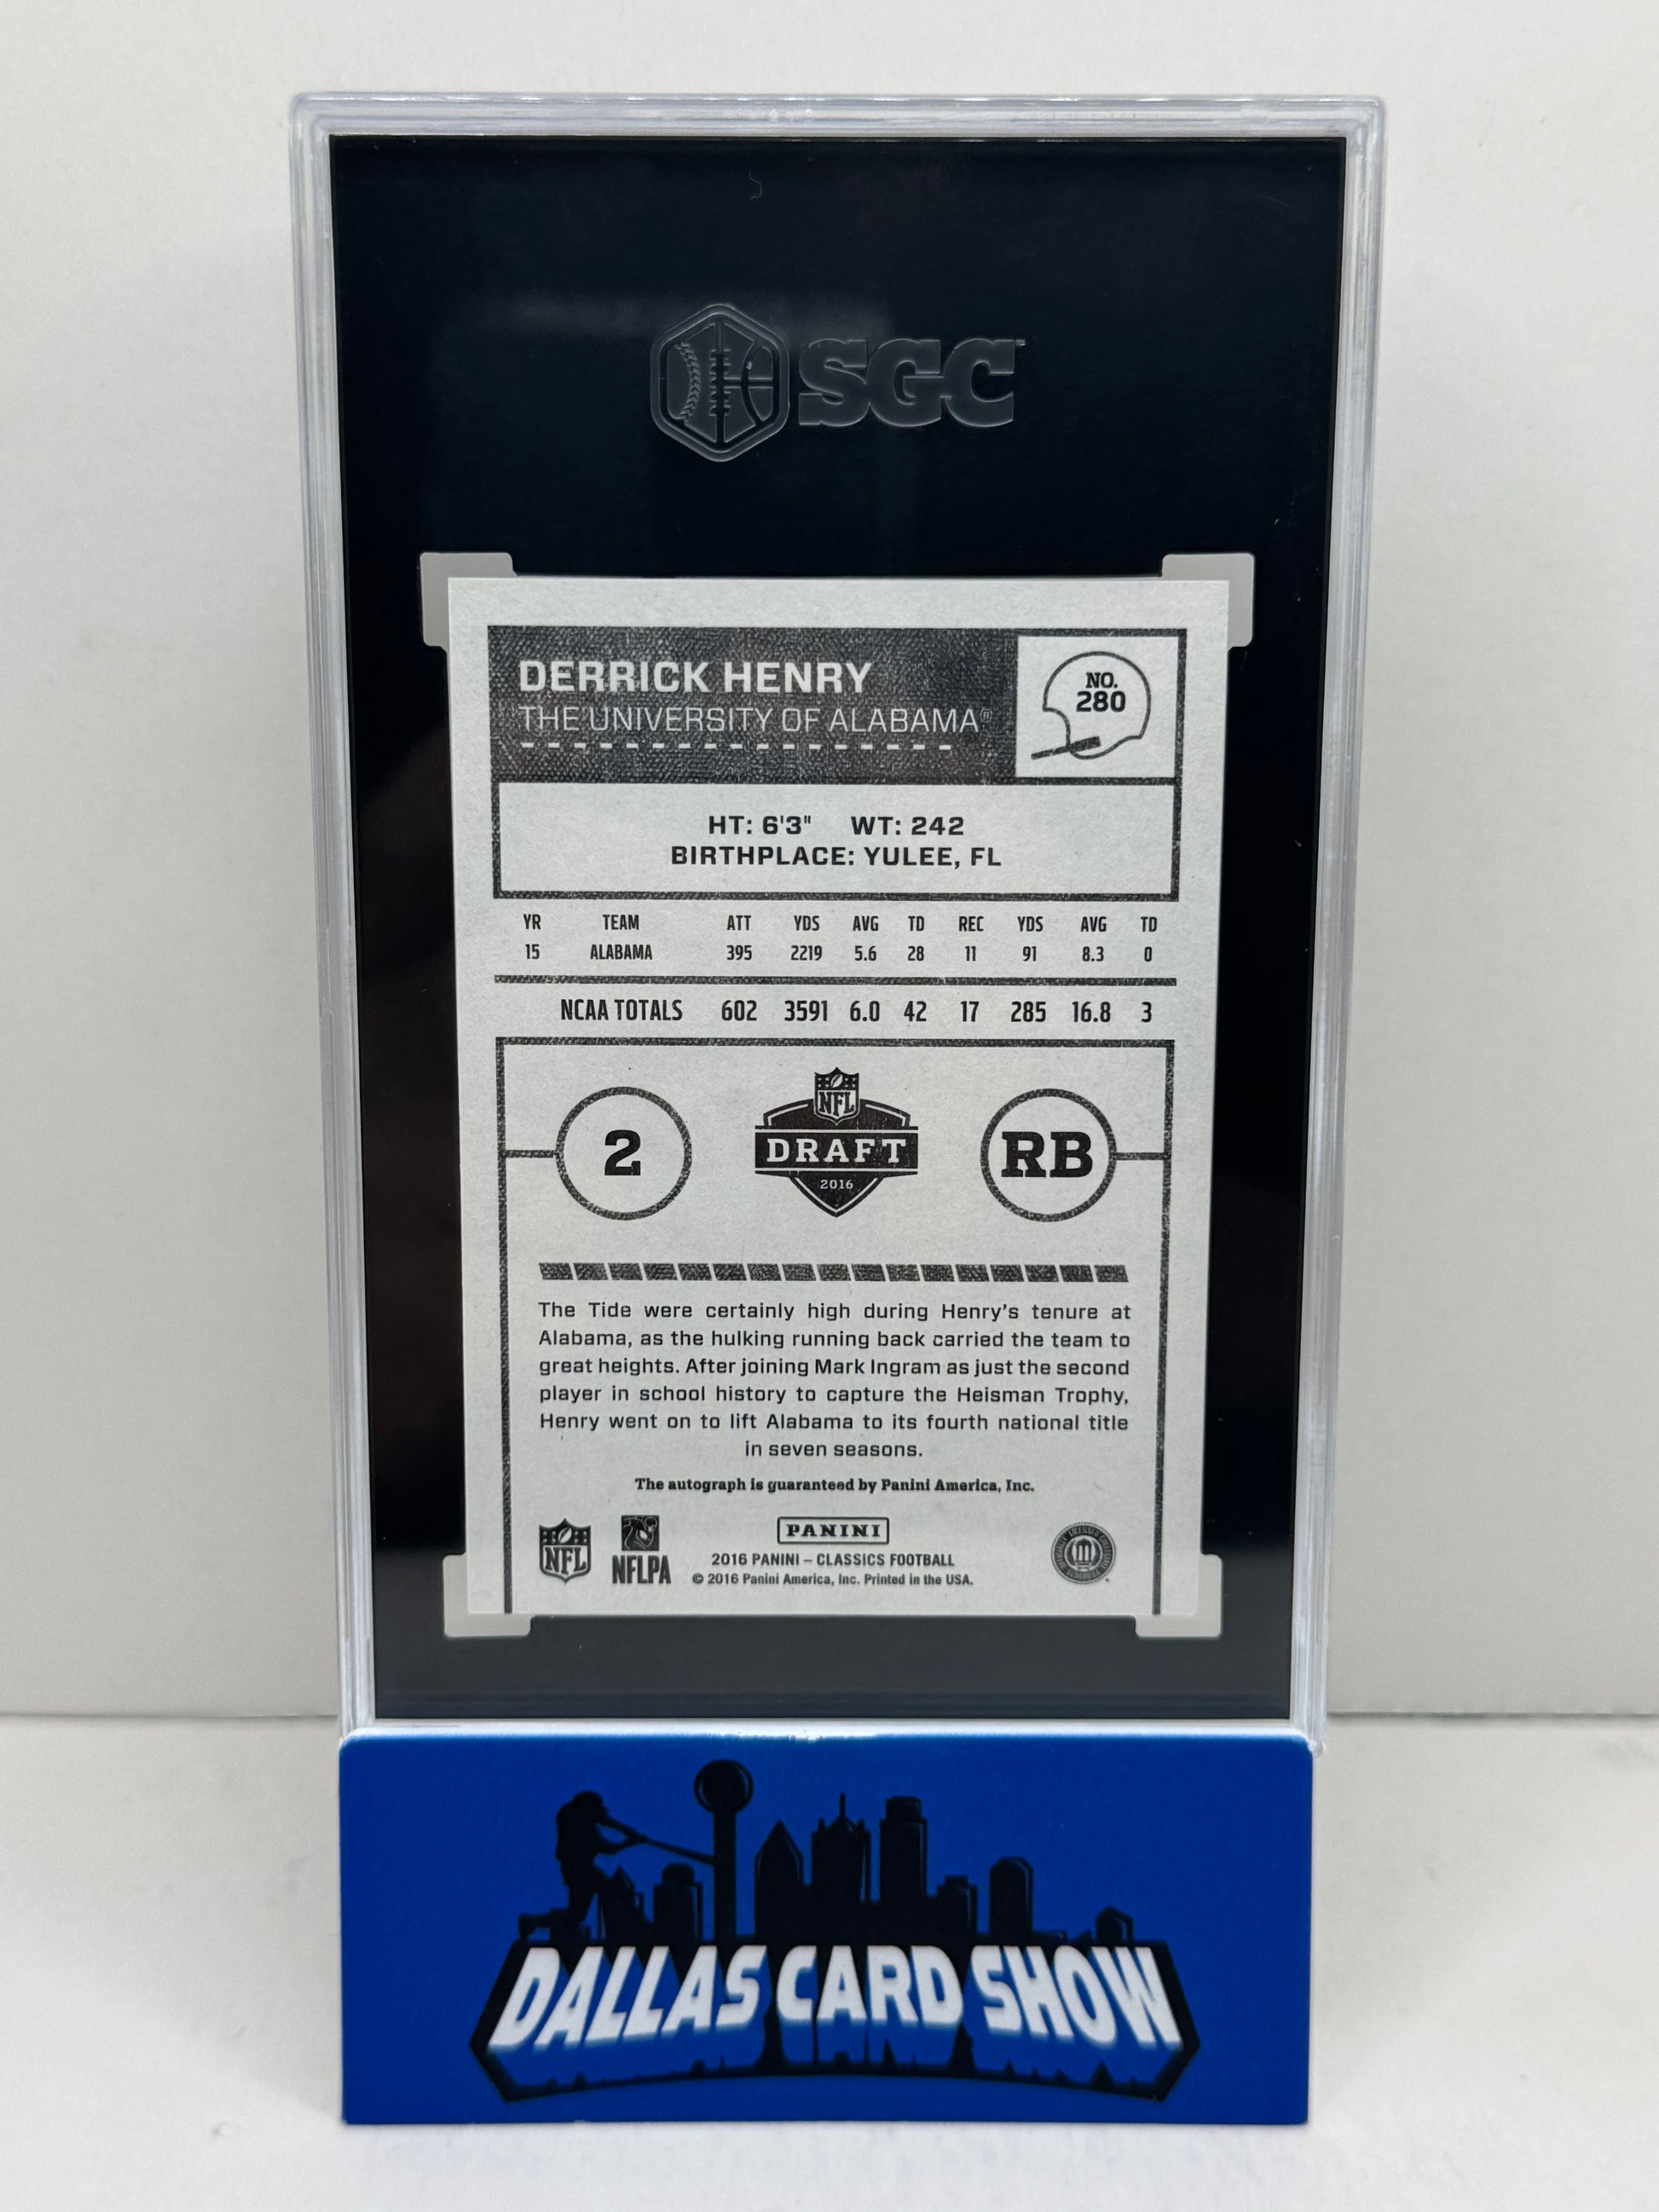 SGC
DERRICK HENRY
THE UNIVERSITY OF ALABAMA®
NO.
280
HT: 6'3" WT: 242
BIRTHPLACE: YULEE, FL
YR TEAM ATT YDS AVG TD REC YDS AVG TD
15 ALABAMA 395 2219 5.6 28 11 91 8.3 0
NCAA TOTALS 602 3591 6.0 42 17 285 16.8 3
2
NFL
DRAFT
2016
RB
The Tide were certainly high during Henry's tenure at
Alabama, as the hulking running back carried the team to
great heights. After joining Mark Ingram as just the second
player in school history to capture the Heisman Trophy,
Henry went on to lift Alabama to its fourth national title
in seven seasons.
The autograph is guaranteed by Panini America, Inc.
NFL
NFLPA
PANINI
2016 PANINI – CLASSICS FOOTBALL
© 2016 Panini America, Inc. Printed in the USA.
DALLAS CARD SHOW